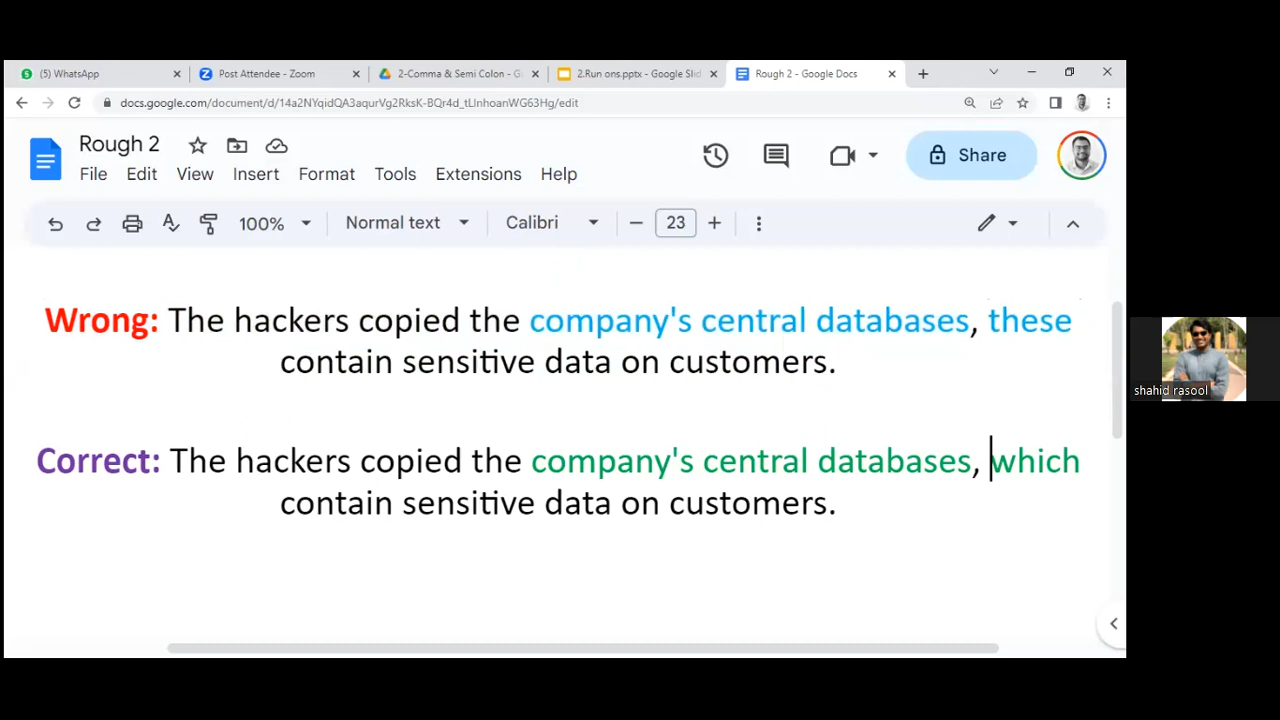 (5) WhatsApp
Post Attendee - Zoom
2-Comma & Semi Colon - G
2.Run ons.pptx - Google Slid
Rough 2 - Google Docs
docs.google.com/document/d/14a2NYqidQA3aqurVg2RksK-BQr4d_tLlnhoanWG63Hg/edit
Rough 2
File Edit View Insert Format Tools Extensions Help
Share
100% Normal text Calibri 23
Wrong: The hackers copied the company's central databases, these
contain sensitive data on customers.
shahid rasool
Correct: The hackers copied the company's central databases, which
contain sensitive data on customers.